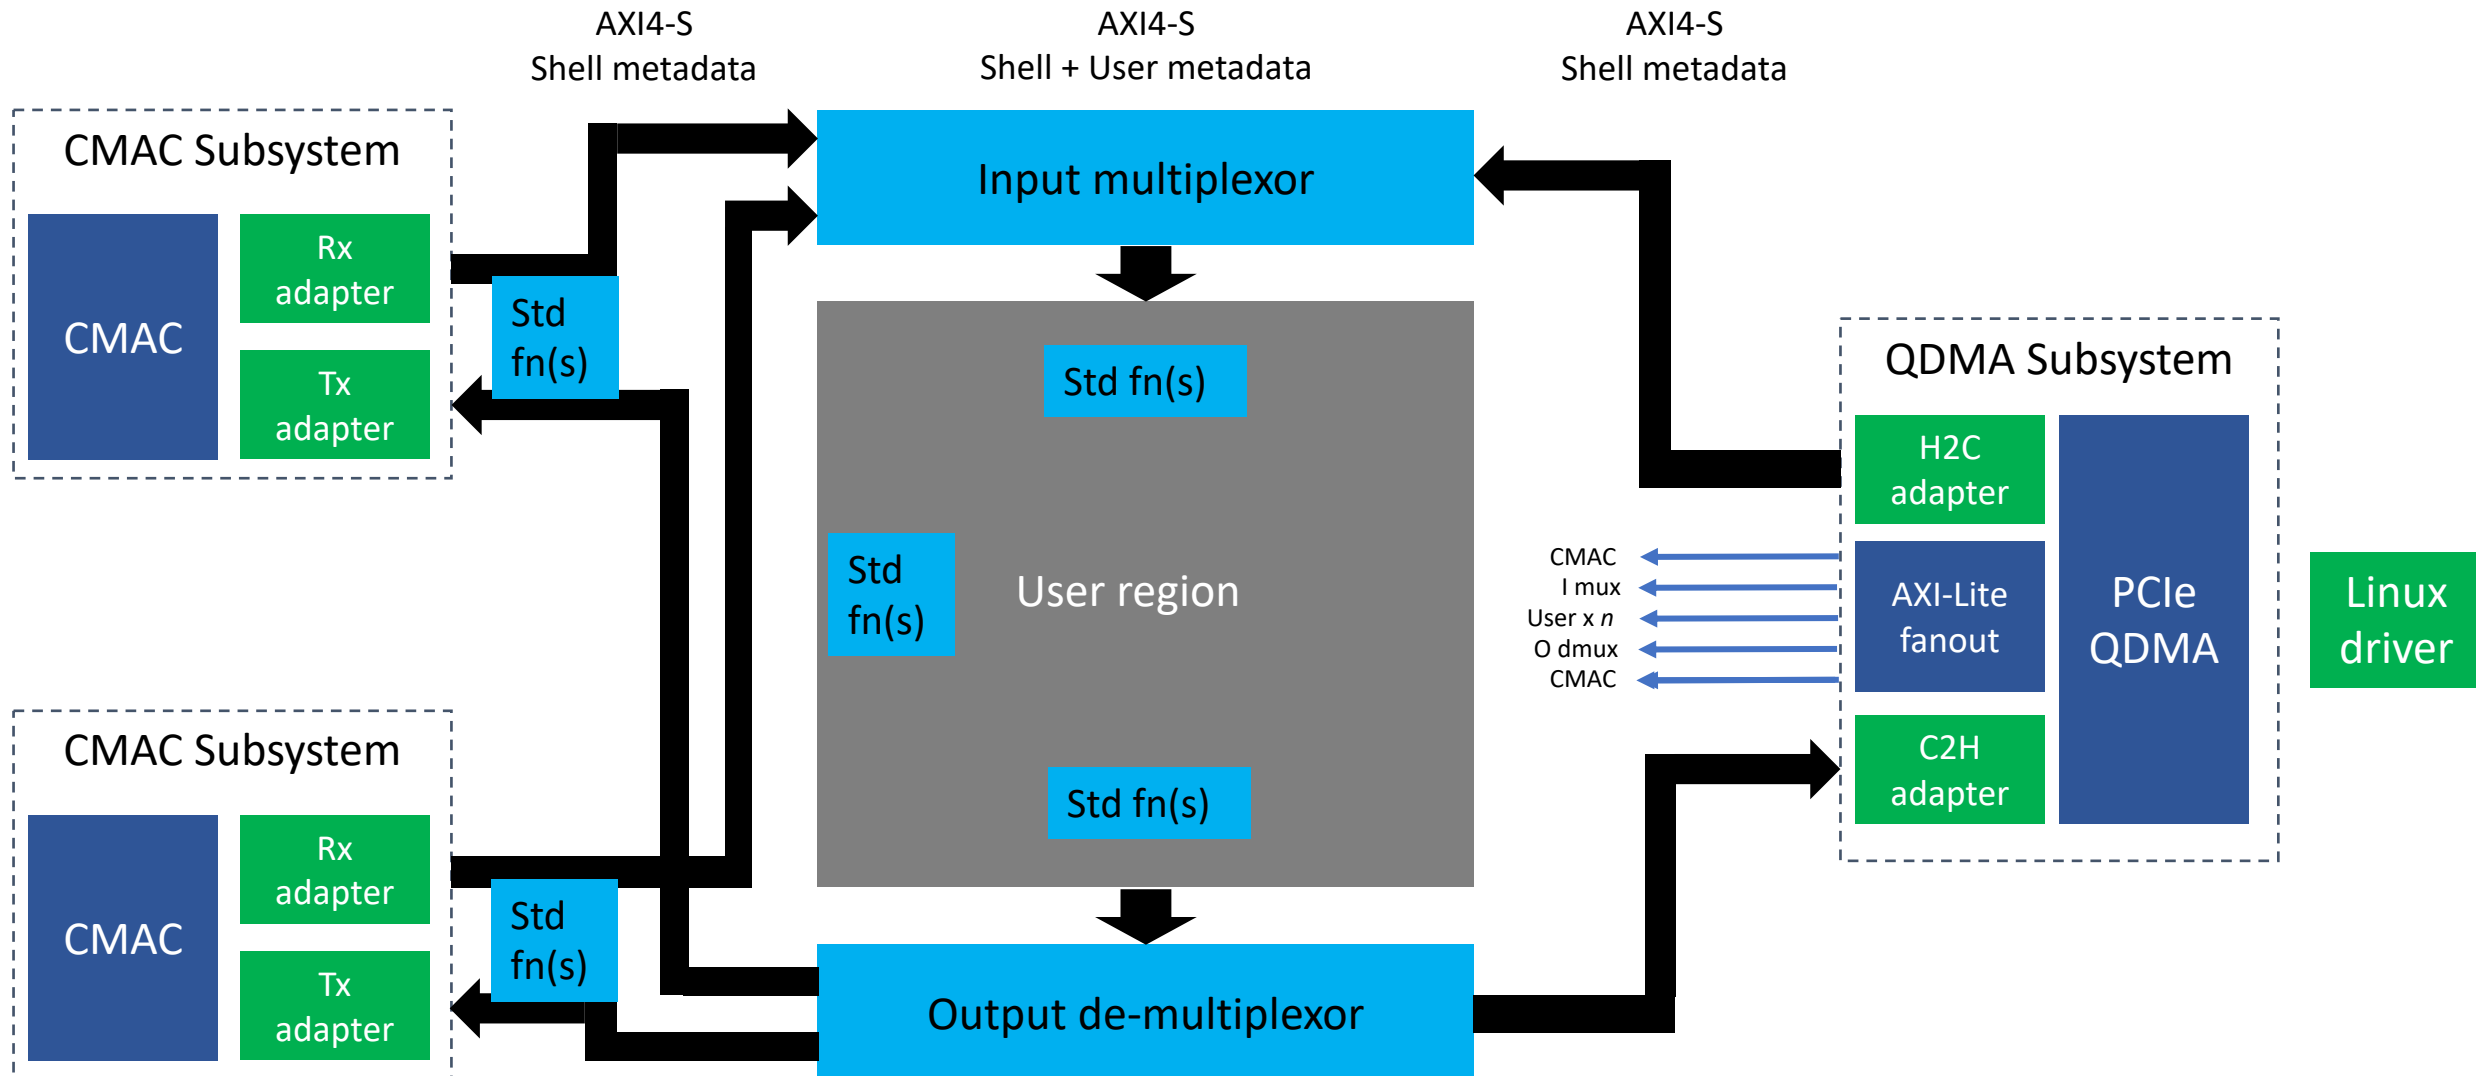 AXI4-S
Shell metadata
AXI4-S
Shell + User metadata
AXI4-S
Shell metadata
CMAC Subsystem
CMAC
Rx
adapter
Tx
adapter
Std
fn(s)
Input multiplexor
Std fn(s)
Std
fn(s)
User region
Std fn(s)
Output de-multiplexor
CMAC Subsystem
CMAC
Rx
adapter
Tx
adapter
Std
fn(s)
QDMA Subsystem
H2C
adapter
AXI-Lite
fanout
C2H
adapter
PCIe
QDMA
CMAC
I mux
User x n
O dmux
CMAC
Linux
driver